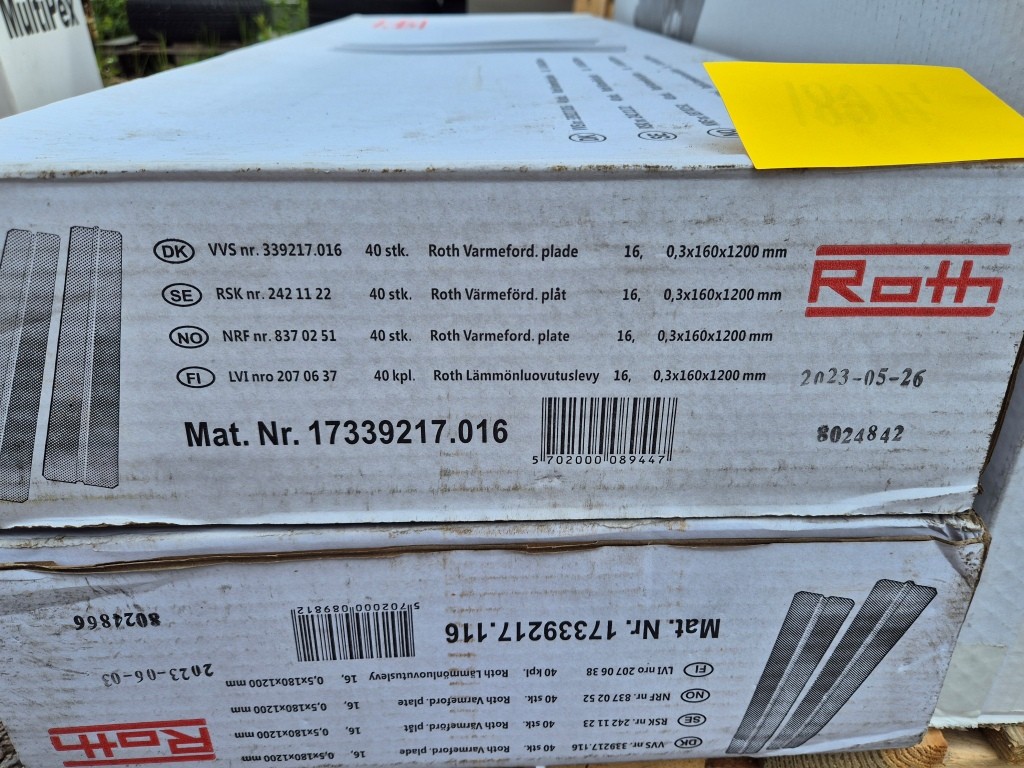 MultiPex
Roth
DK VVS nr. 339217.016 40 stk. Roth Varmeford. plade 16, 0,3x160x1200 mm
SE RSK nr. 242 11 22 40 stk. Roth Värmeförd. plåt 16, 0,3x160x1200 mm
NO NRF nr. 837 02 51 40 stk. Roth Varmeford. plate 16, 0,3x160x1200 mm
FI LVI nro 207 06 37 40 kpl. Roth Lämmönluovutuslevy 16, 0,3x160x1200 mm
Roth
2023-05-26
8024842
Mat. Nr. 17339217.016
5 702000 089447
Mat. Nr. 17339217.116
5 702000 089812
8024866
2023-06-03
FI LVI nro 207 06 38 40 kpl. Roth Lämmönluovutuslevy 16, 0,5x180x1200 mm
NO NRF nr. 837 02 52 40 stk. Roth Varmeford. plate 16, 0,5x180x1200 mm
SE RSK nr. 242 11 23 40 stk. Roth Värmeförd. plåt 16, 0,5x180x1200 mm
DK VVS nr. 339217.116 40 stk. Roth Varmeford. plade 16, 0,5x180x1200 mm
Roth